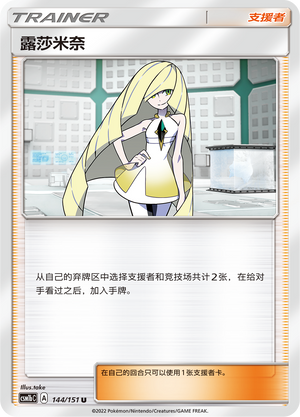 TRAINER
支援者
露莎米奈
从自己的弃牌区中选择支援者和竞技场共计2张，在给对
手看过之后，加入手牌。
Illus.take
在自己的回合只可以使用1张支援者卡。
CSM1bC A 144/151 U
©2022 Pokémon/Nintendo/Creatures/GAME FREAK.